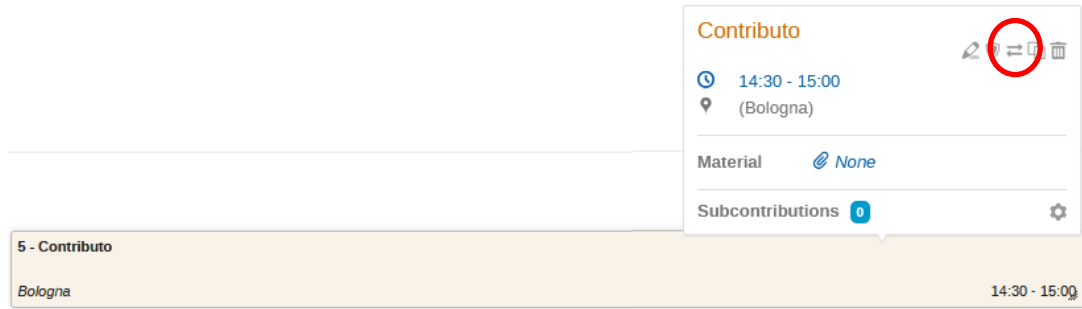 Contributo
14:30 - 15:00
(Bologna)
Material None
Subcontributions 0
5 - Contributo
Bologna 14:30 - 15:00